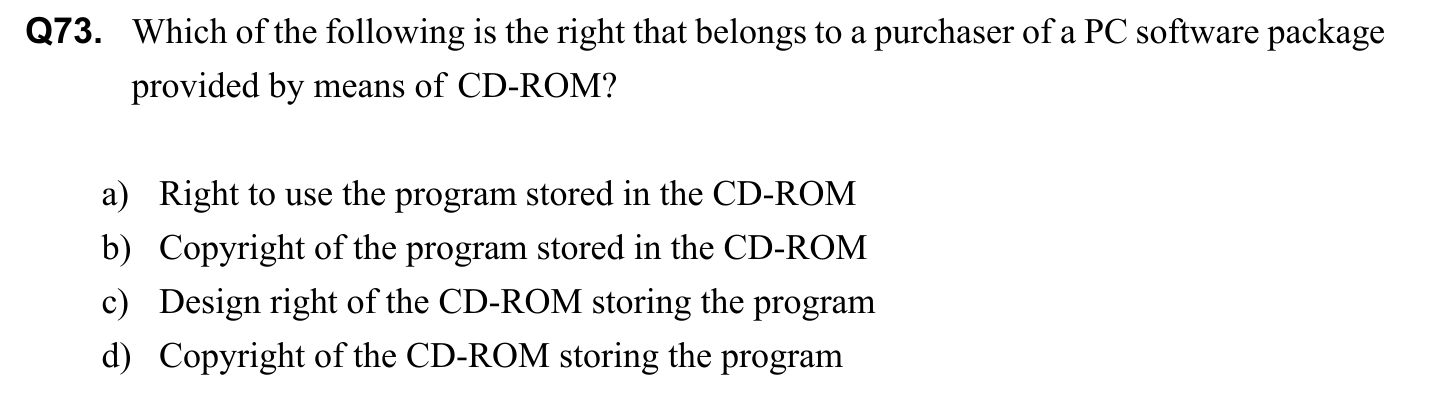 Q73. Which of the following is the right that belongs to a purchaser of a PC software package
provided by means of CD-ROM?
a) Right to use the program stored in the CD-ROM
b) Copyright of the program stored in the CD-ROM
c) Design right of the CD-ROM storing the program
d) Copyright of the CD-ROM storing the program